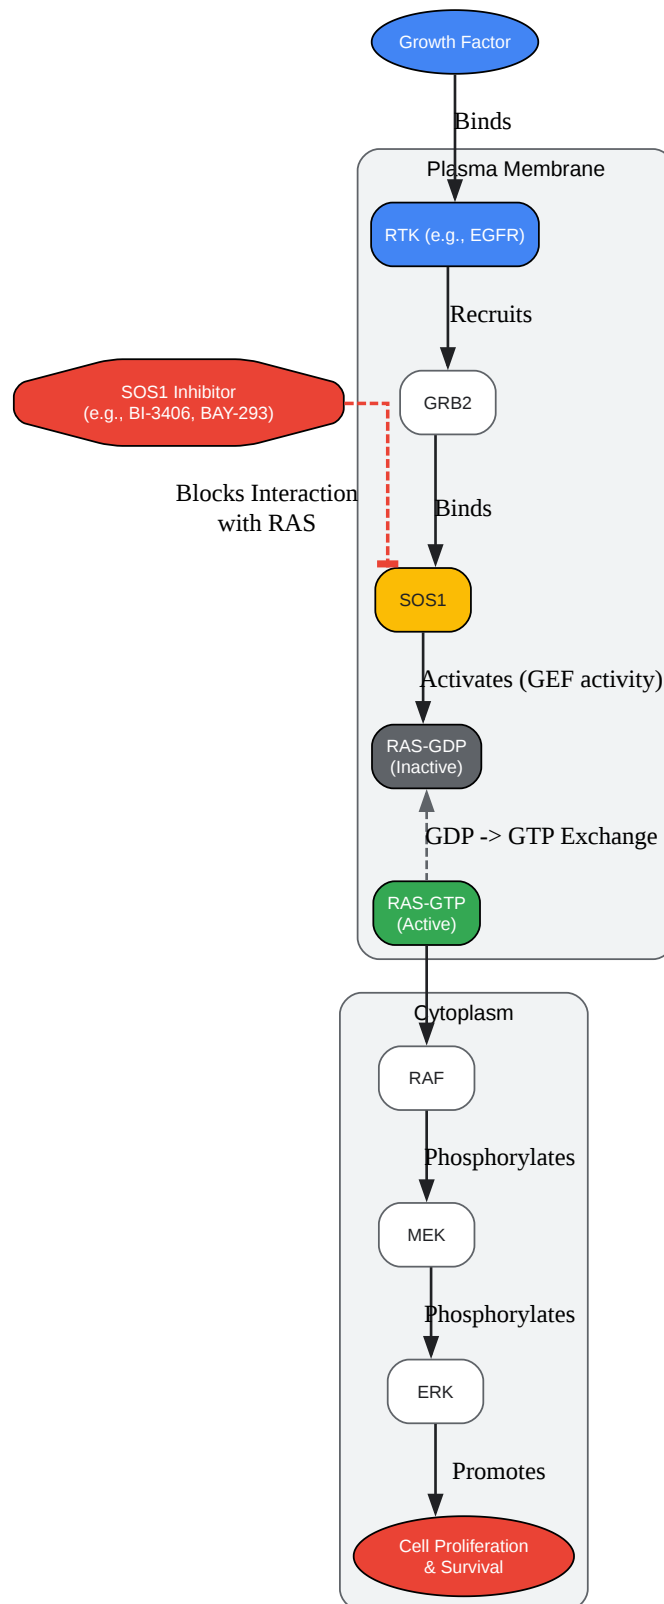 Growth Factor
Binds
Plasma Membrane
RTK (e.g., EGFR)
Recruits
SOS1 Inhibitor
(e.g., BI-3406, BAY-293)
GRB2
Blocks Interaction
with RAS
Binds
SOS1
Activates (GEF activity)
RAS-GDP
(Inactive)
GDP -> GTP Exchange
RAS-GTP
(Active)
Cytoplasm
RAF
Phosphorylates
MEK
Phosphorylates
ERK
Promotes
Cell Proliferation
& Survival